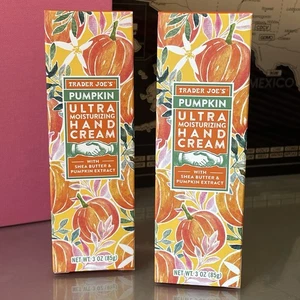 TRADER JOE'S
PUMPKIN
ULTRA
MOISTURIZING
HAND
CREAM
WITH
SHEA BUTTER &
PUMPKIN EXTRACT
NET WT. 3 OZ (85g)
TRADER JOE'S
PUMPKIN
ULTRA
MOISTURIZING
HAND
CREAM
WITH
SHEA BUTTER &
PUMPKIN EXTRACT
NET WT. 3 OZ (85g)
MEXICO